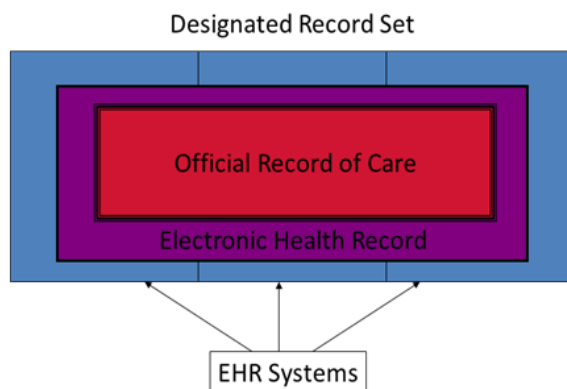 Designated Record Set
Official Record of Care
Electronic Health Record
EHR Systems